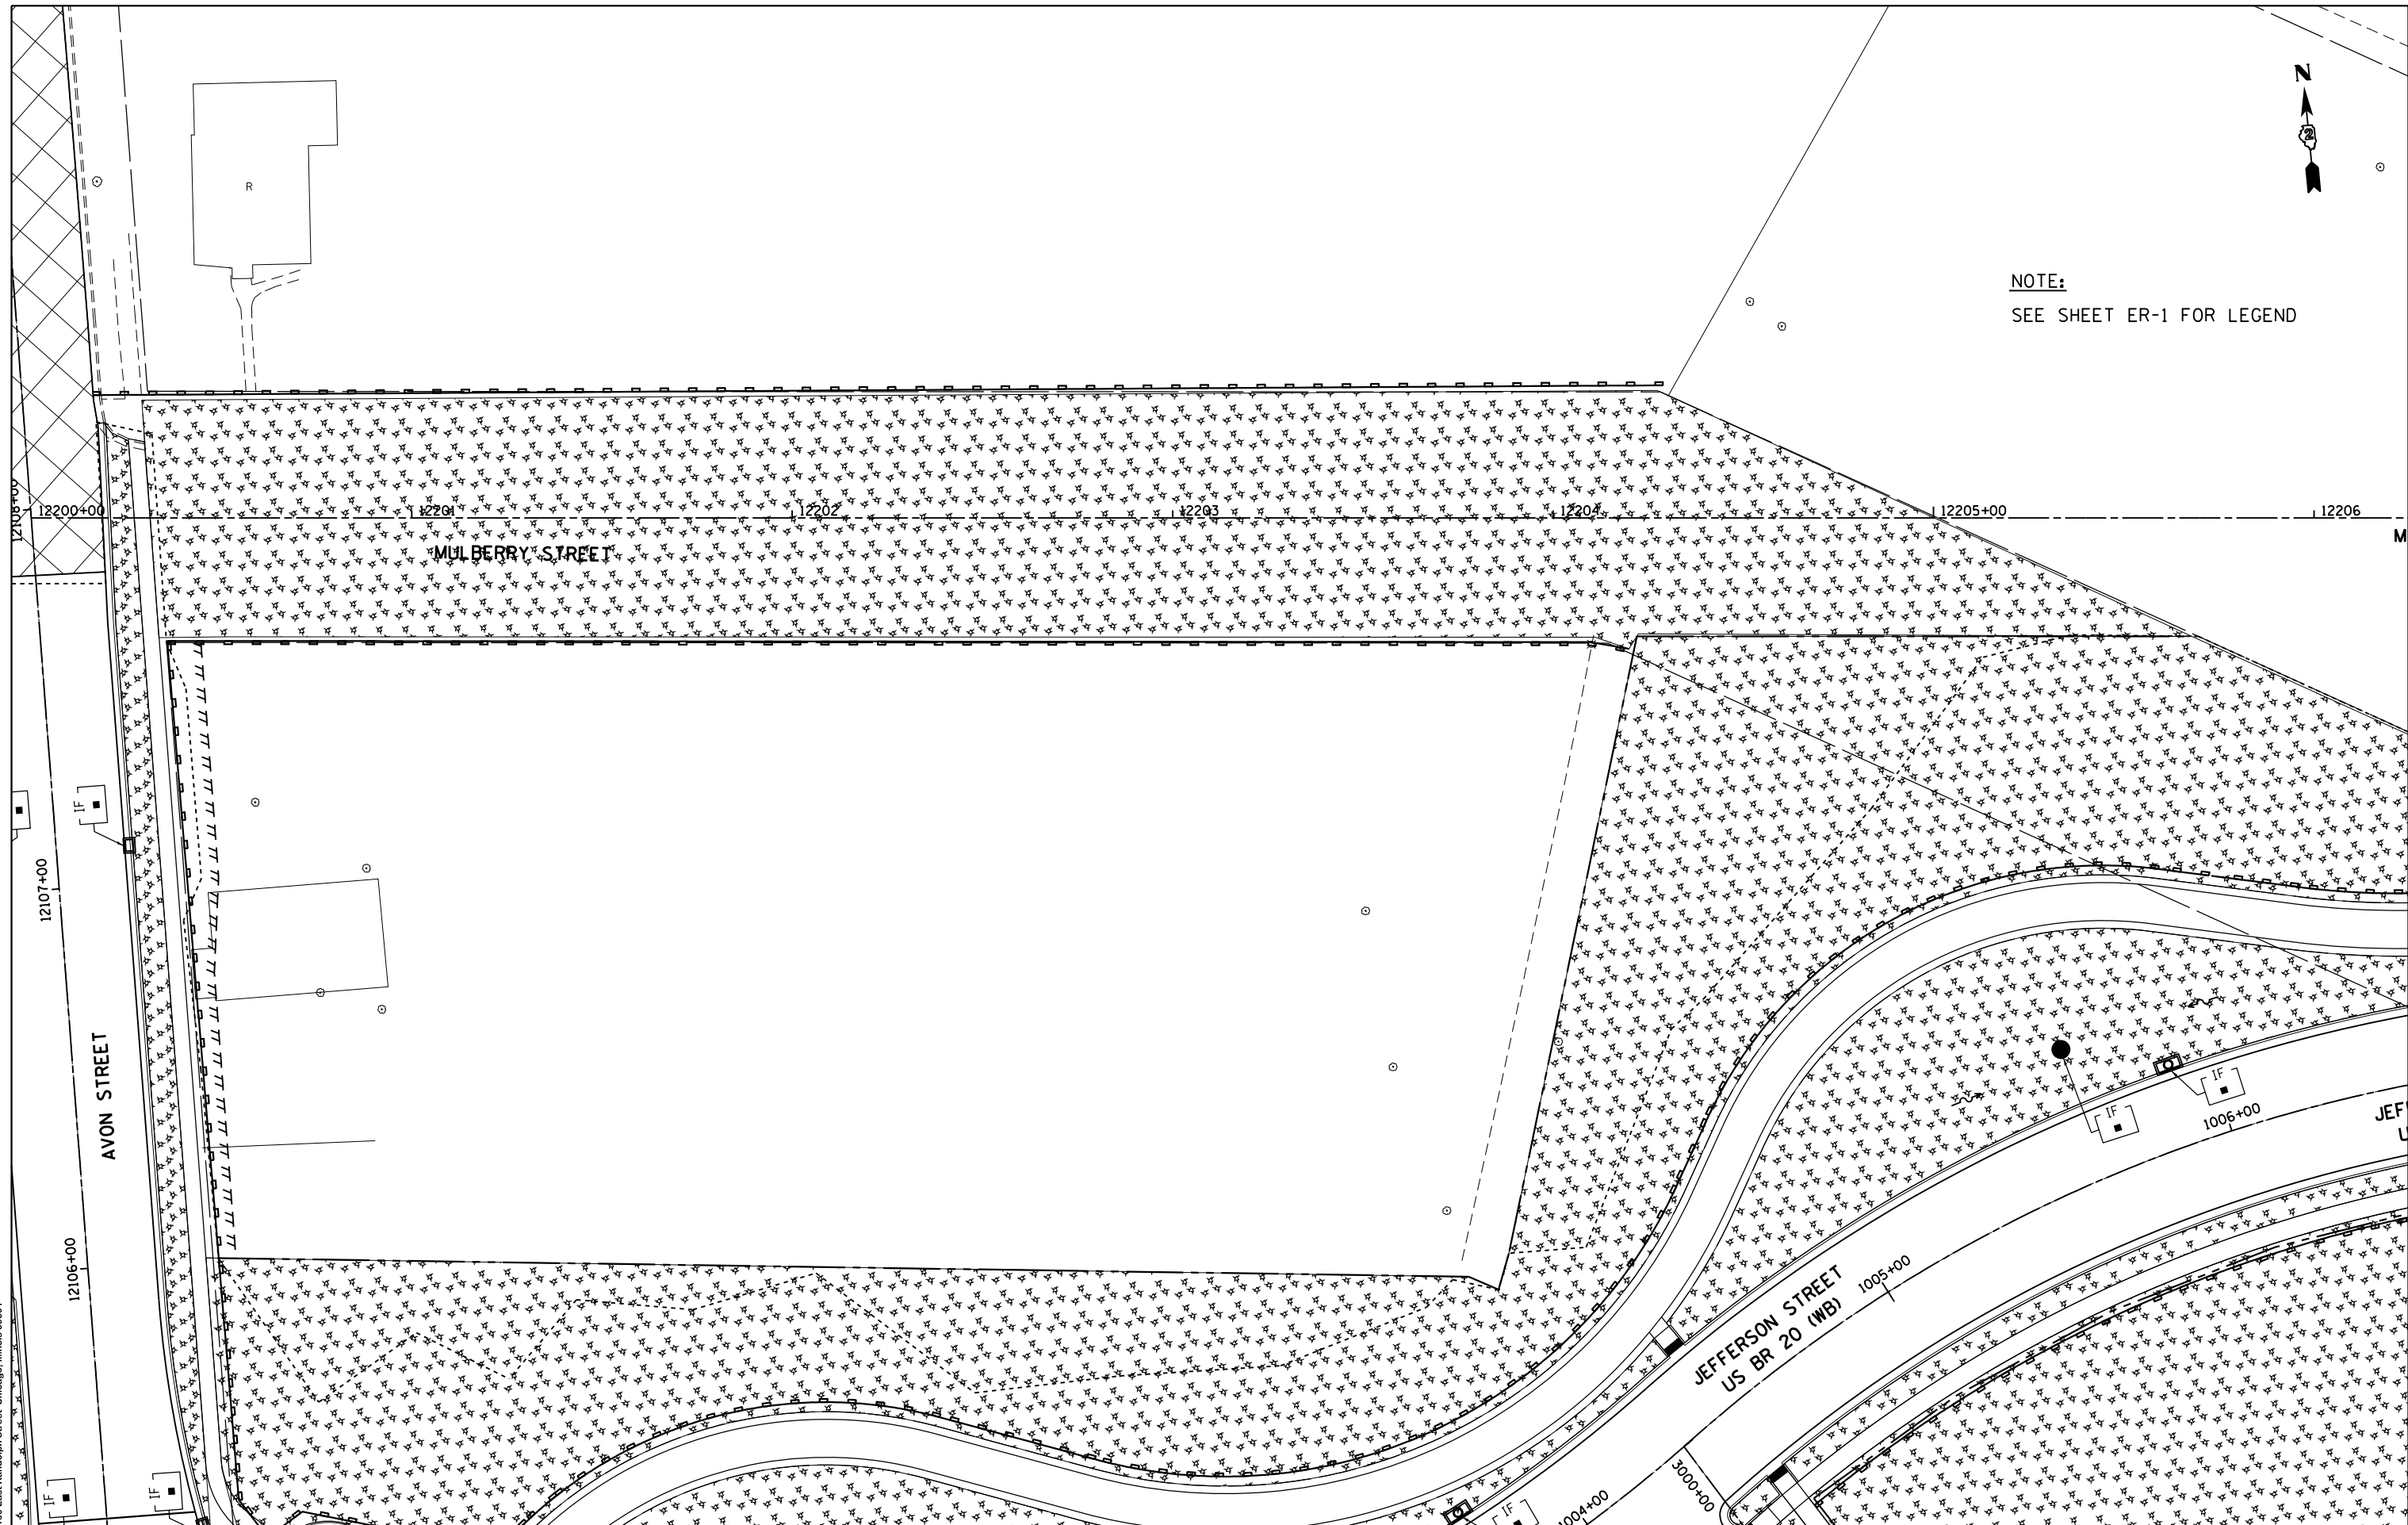 N
2
R
NOTE:
SEE SHEET ER-1 FOR LEGEND
12108+00
12200+00
12201
12202
12203
12204
12205+00
12206
M
MULBERRY STREET
IF
12107+00
AVON STREET
12106+00
IF
IF
1006+00
JEF
1005+00
JEFFERSON STREET
US BR 20 (WB)
3000+00
1004+00
IF
IF
IF